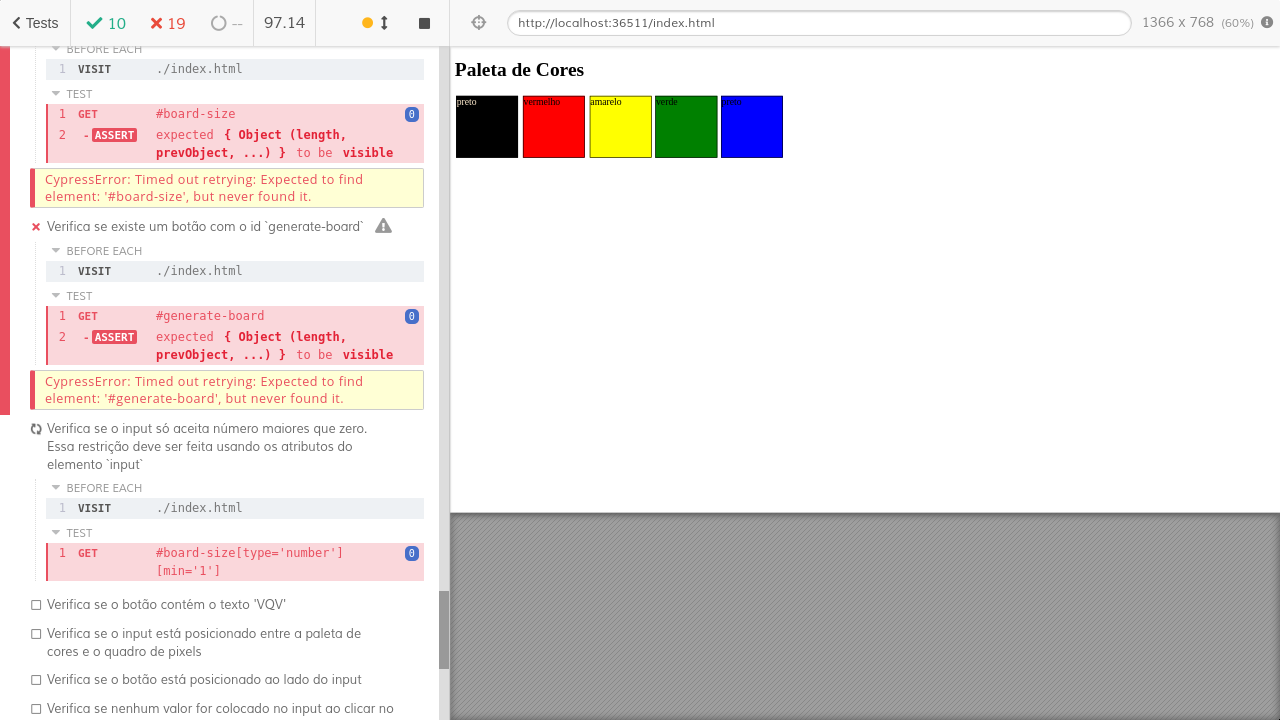 Tests 10 19 -- 97.14
http://localhost:36511/index.html 1366 x 768 (60%)
BEFORE EACH
1 VISIT ./index.html
TEST
1 GET #board-size 0
2 -ASSERT expected { Object (length,
prevObject, ...) } to be visible
CypressError: Timed out retrying: Expected to find
element: '#board-size', but never found it.
Verifica se existe um botão com o id `generate-board`
BEFORE EACH
1 VISIT ./index.html
TEST
1 GET #generate-board 0
2 -ASSERT expected { Object (length,
prevObject, ...) } to be visible
CypressError: Timed out retrying: Expected to find
element: '#generate-board', but never found it.
Verifica se o input só aceita número maiores que zero.
Essa restrição deve ser feita usando os atributos do
elemento `input`
BEFORE EACH
1 VISIT ./index.html
TEST
1 GET #board-size[type='number'] 0
[min='1']
Verifica se o botão contém o texto 'VQV'
Verifica se o input está posicionado entre a paleta de
cores e o quadro de pixels
Verifica se o botão está posicionado ao lado do input
Verifica se nenhum valor for colocado no input ao clicar no
Paleta de Cores
preto vermelho amarelo verde preto